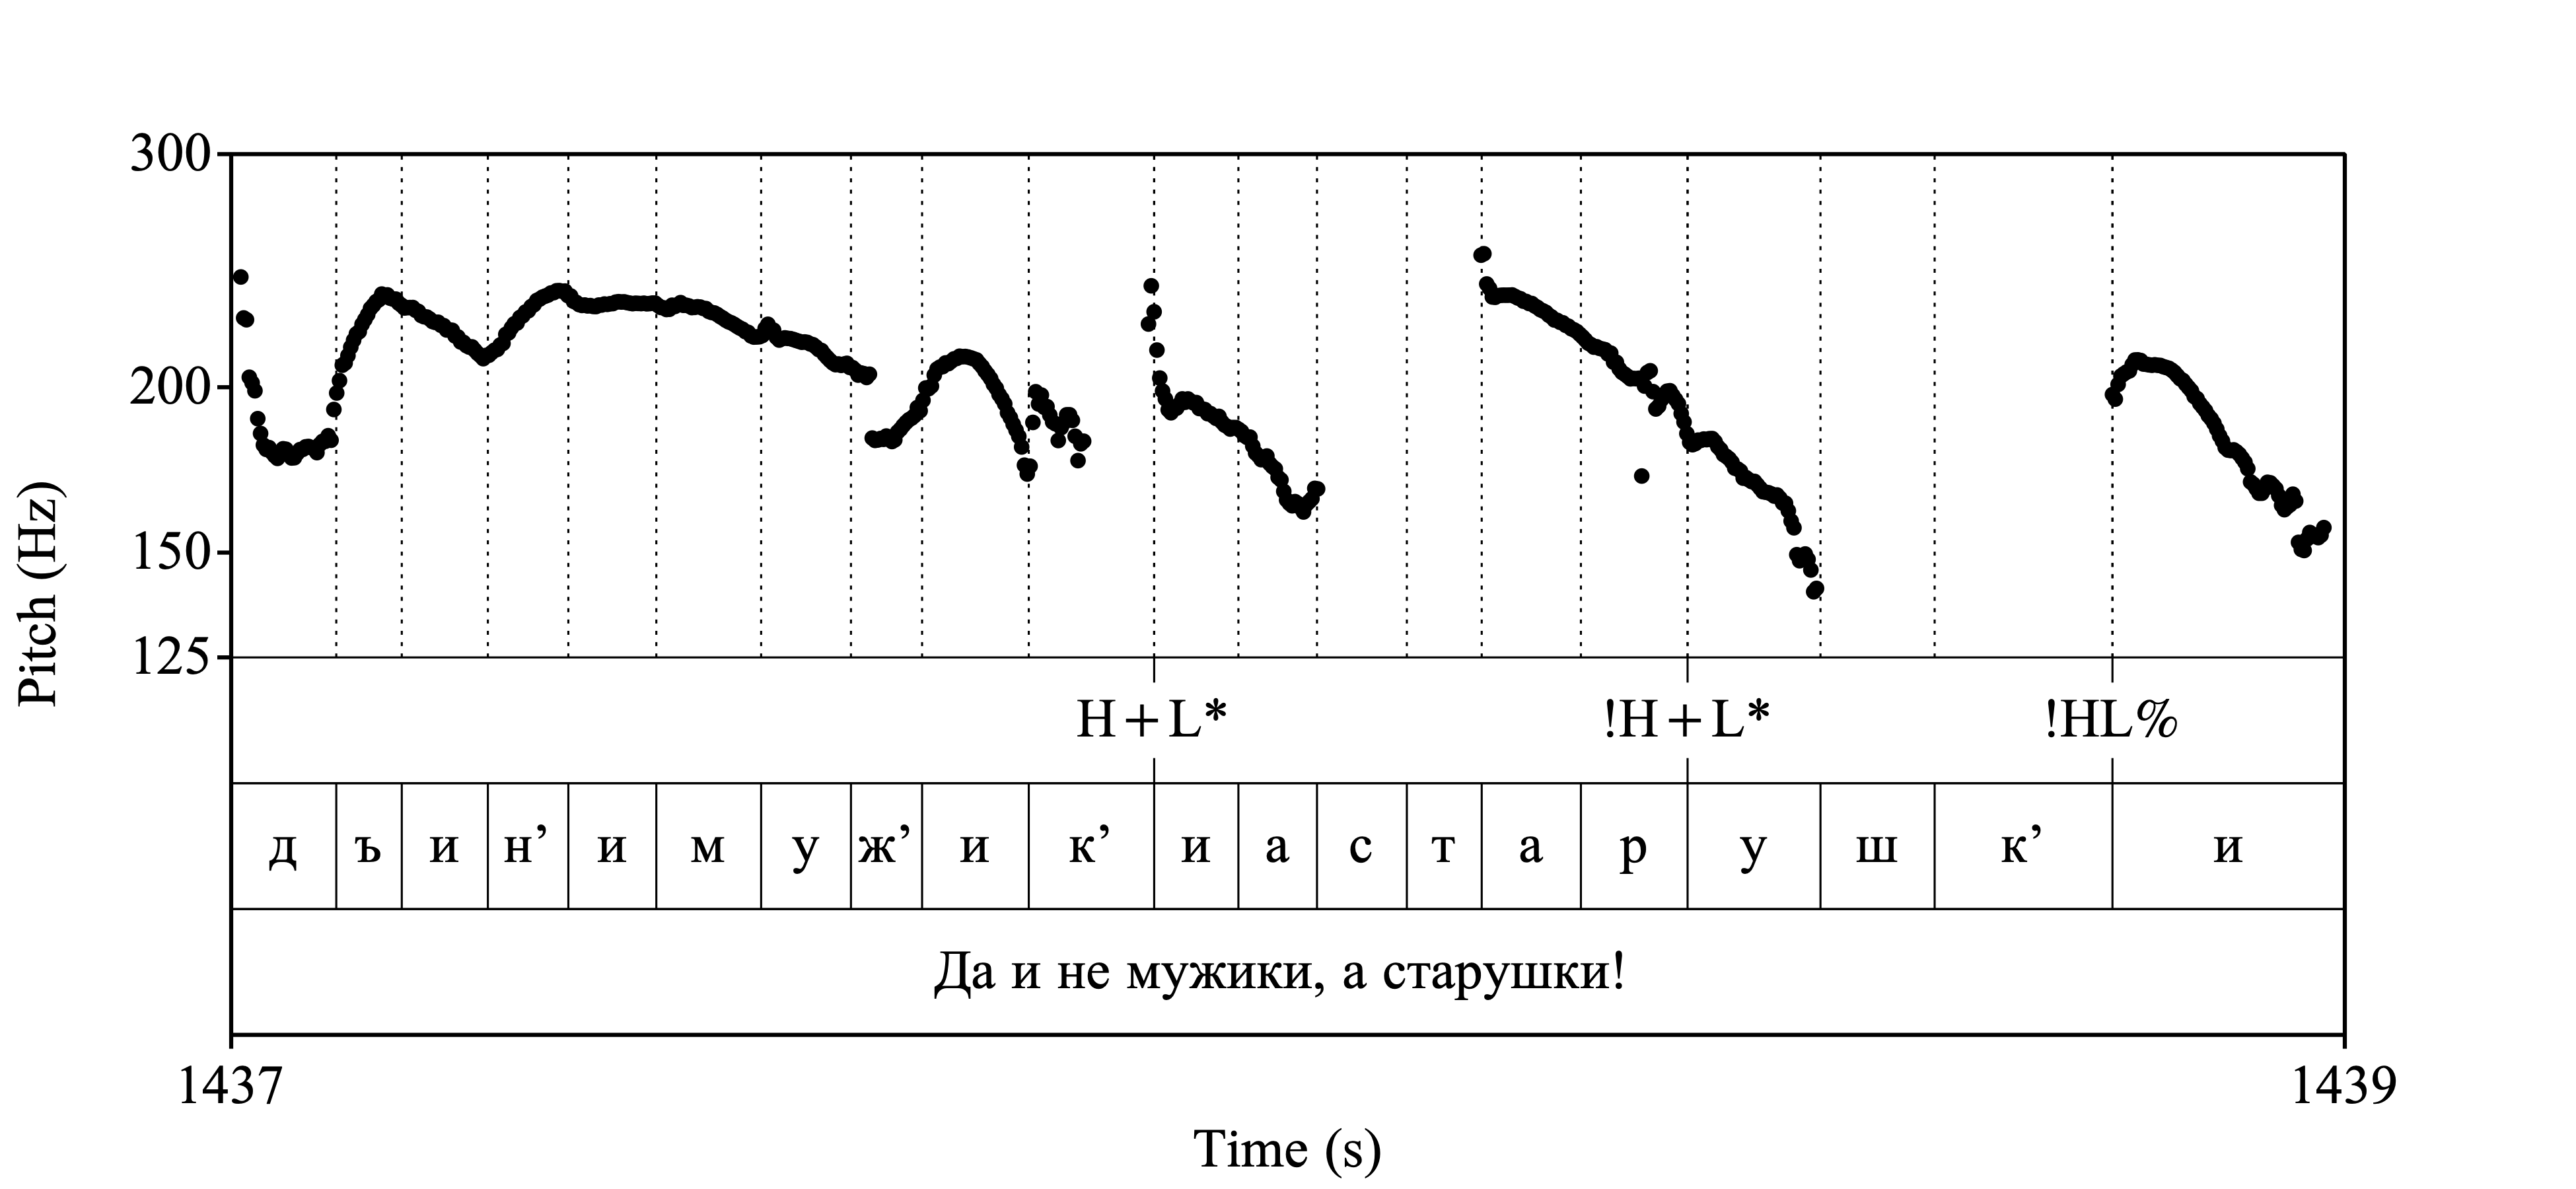 300
200
150
125
Pitch (Hz)
H+L* !H+L* !HL%
д ъ и н’ и м у ж’ и к’ и а с т а р у ш к’ и
Да и не мужики, а старушки!
1437 1439
Time (s)